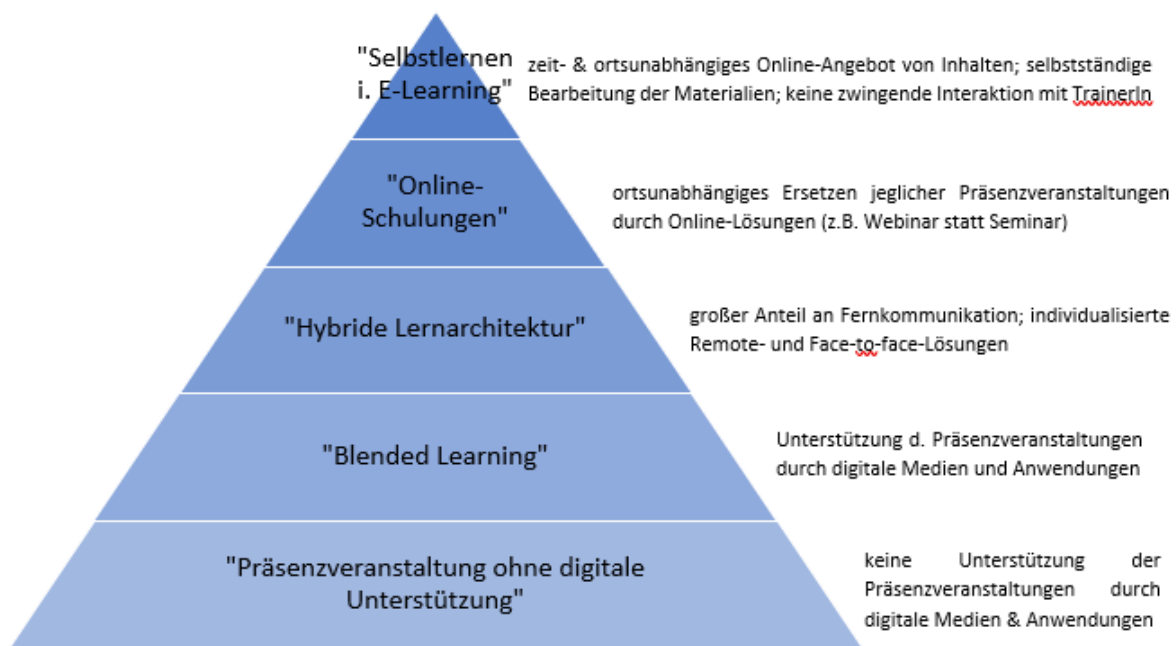 "Selbstlernen
i. E-Learning"
zeit- & ortsunabhängiges Online-Angebot von Inhalten; selbstständige
Bearbeitung der Materialien; keine zwingende Interaktion mit TrainerIn
"Online-
Schulungen"
ortsunabhängiges Ersetzen jeglicher Präsenzveranstaltungen
durch Online-Lösungen (z.B. Webinar statt Seminar)
"Hybride Lernarchitektur"
großer Anteil an Fernkommunikation; individualisierte
Remote- und Face-to-face-Lösungen
"Blended Learning"
Unterstützung d. Präsenzveranstaltungen
durch digitale Medien und Anwendungen
"Präsenzveranstaltung ohne digitale
Unterstützung"
keine Unterstützung der
Präsenzveranstaltungen durch
digitale Medien & Anwendungen